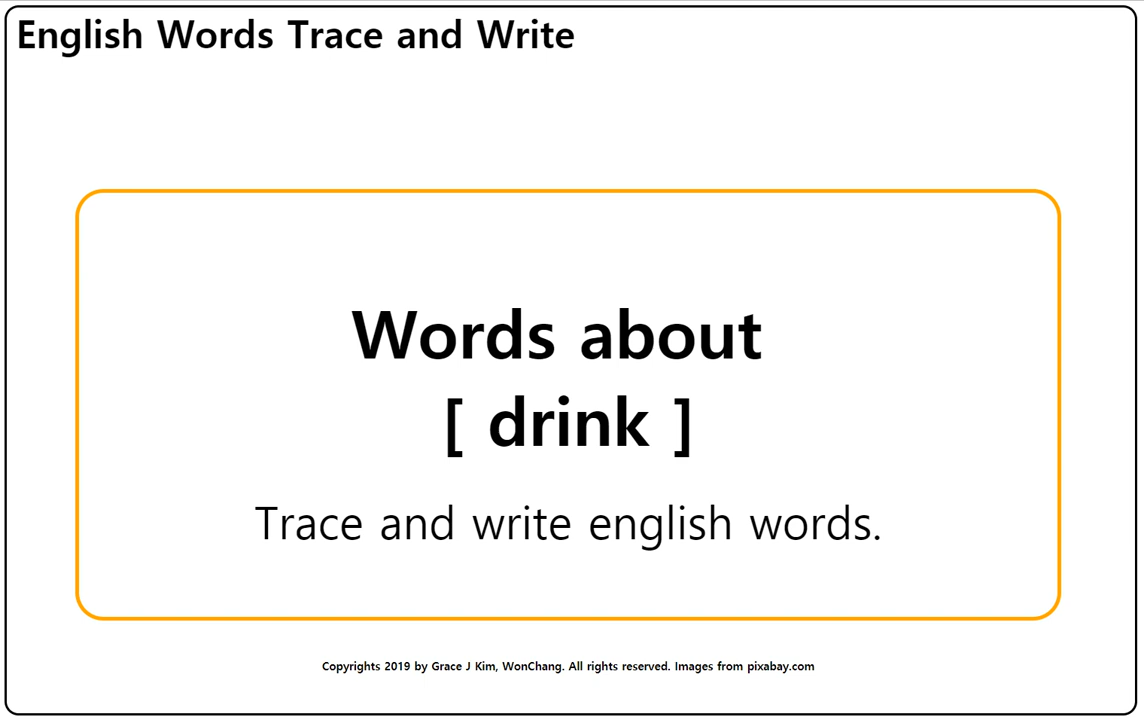 English Words Trace and Write
Words about
[ drink ]
Trace and write english words.
Copyrights 2019 by Grace J Kim, WonChang. All rights reserved. Images from pixabay.com